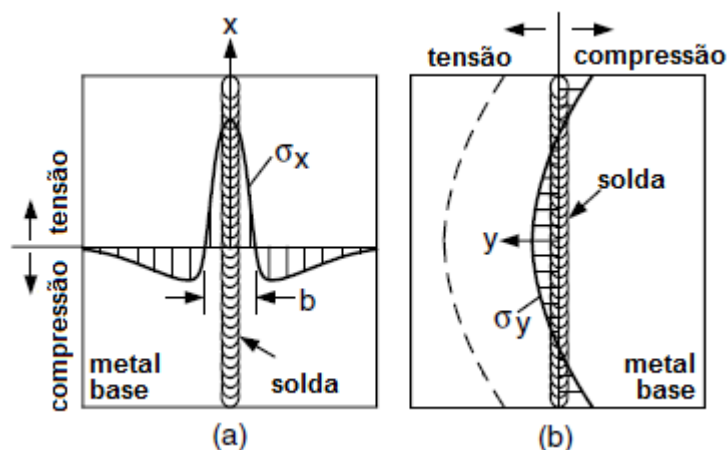 x
tensão
σx
compressão
b
metal
base
solda
(a)
tensão
compressão
solda
y
σy
metal
base
(b)